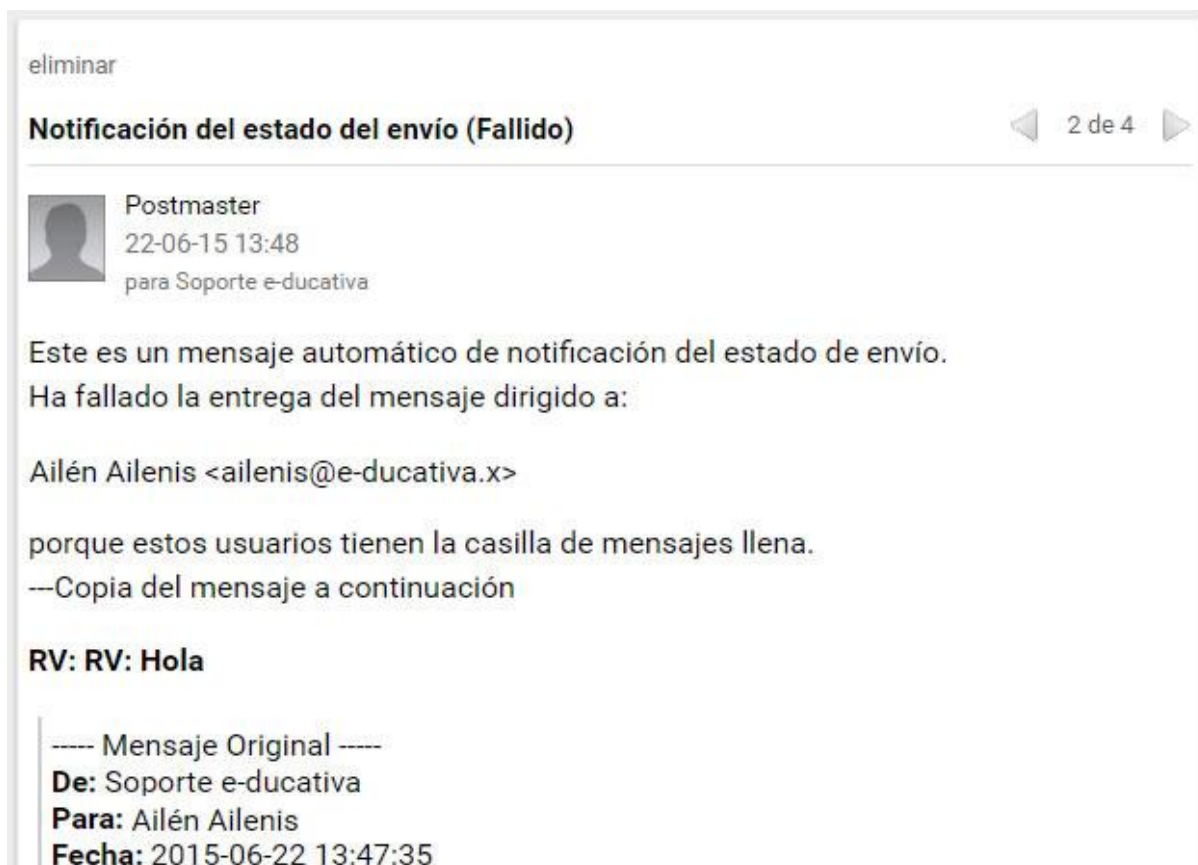 eliminar
Notificación del estado del envío (Fallido)
2 de 4
Postmaster
22-06-15 13:48
para Soporte e-ducativa
Este es un mensaje automático de notificación del estado de envío.
Ha fallado la entrega del mensaje dirigido a:
Ailén Ailenis <ailenis@e-ducativa.x>
porque estos usuarios tienen la casilla de mensajes llena.
---Copia del mensaje a continuación
RV: RV: Hola
----- Mensaje Original -----
De: Soporte e-ducativa
Para: Ailén Ailenis
Fecha: 2015-06-22 13:47:35